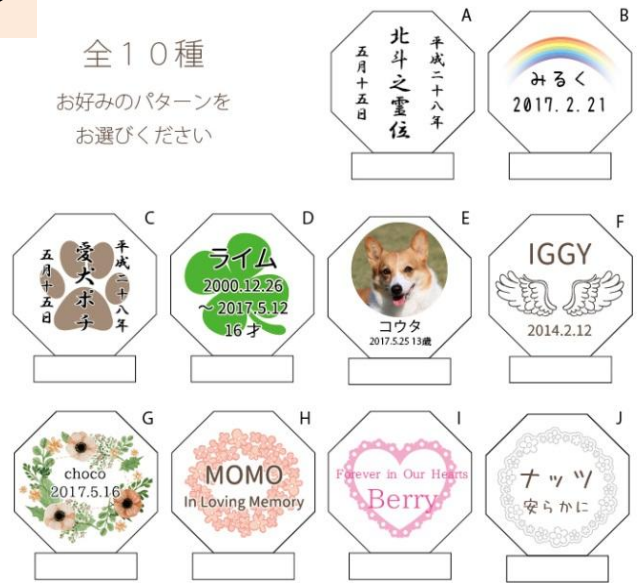 全１０種
お好みのパターンを
お選びください
A
平成二十八年
北斗之霊位
五月十五日
B
みるく
2017. 2. 21
C
平成二十八年
愛犬ポチ
五月十五日
D
ライム
2000.12.26
～ 2017.5.12
16 才
E
コウタ
2017.5.25 13歳
F
IGGY
2014.2.12
G
choco
2017.5.16
H
MOMO
In Loving Memory
I
Forever in Our Hearts
Berry
J
ナッツ
安らかに